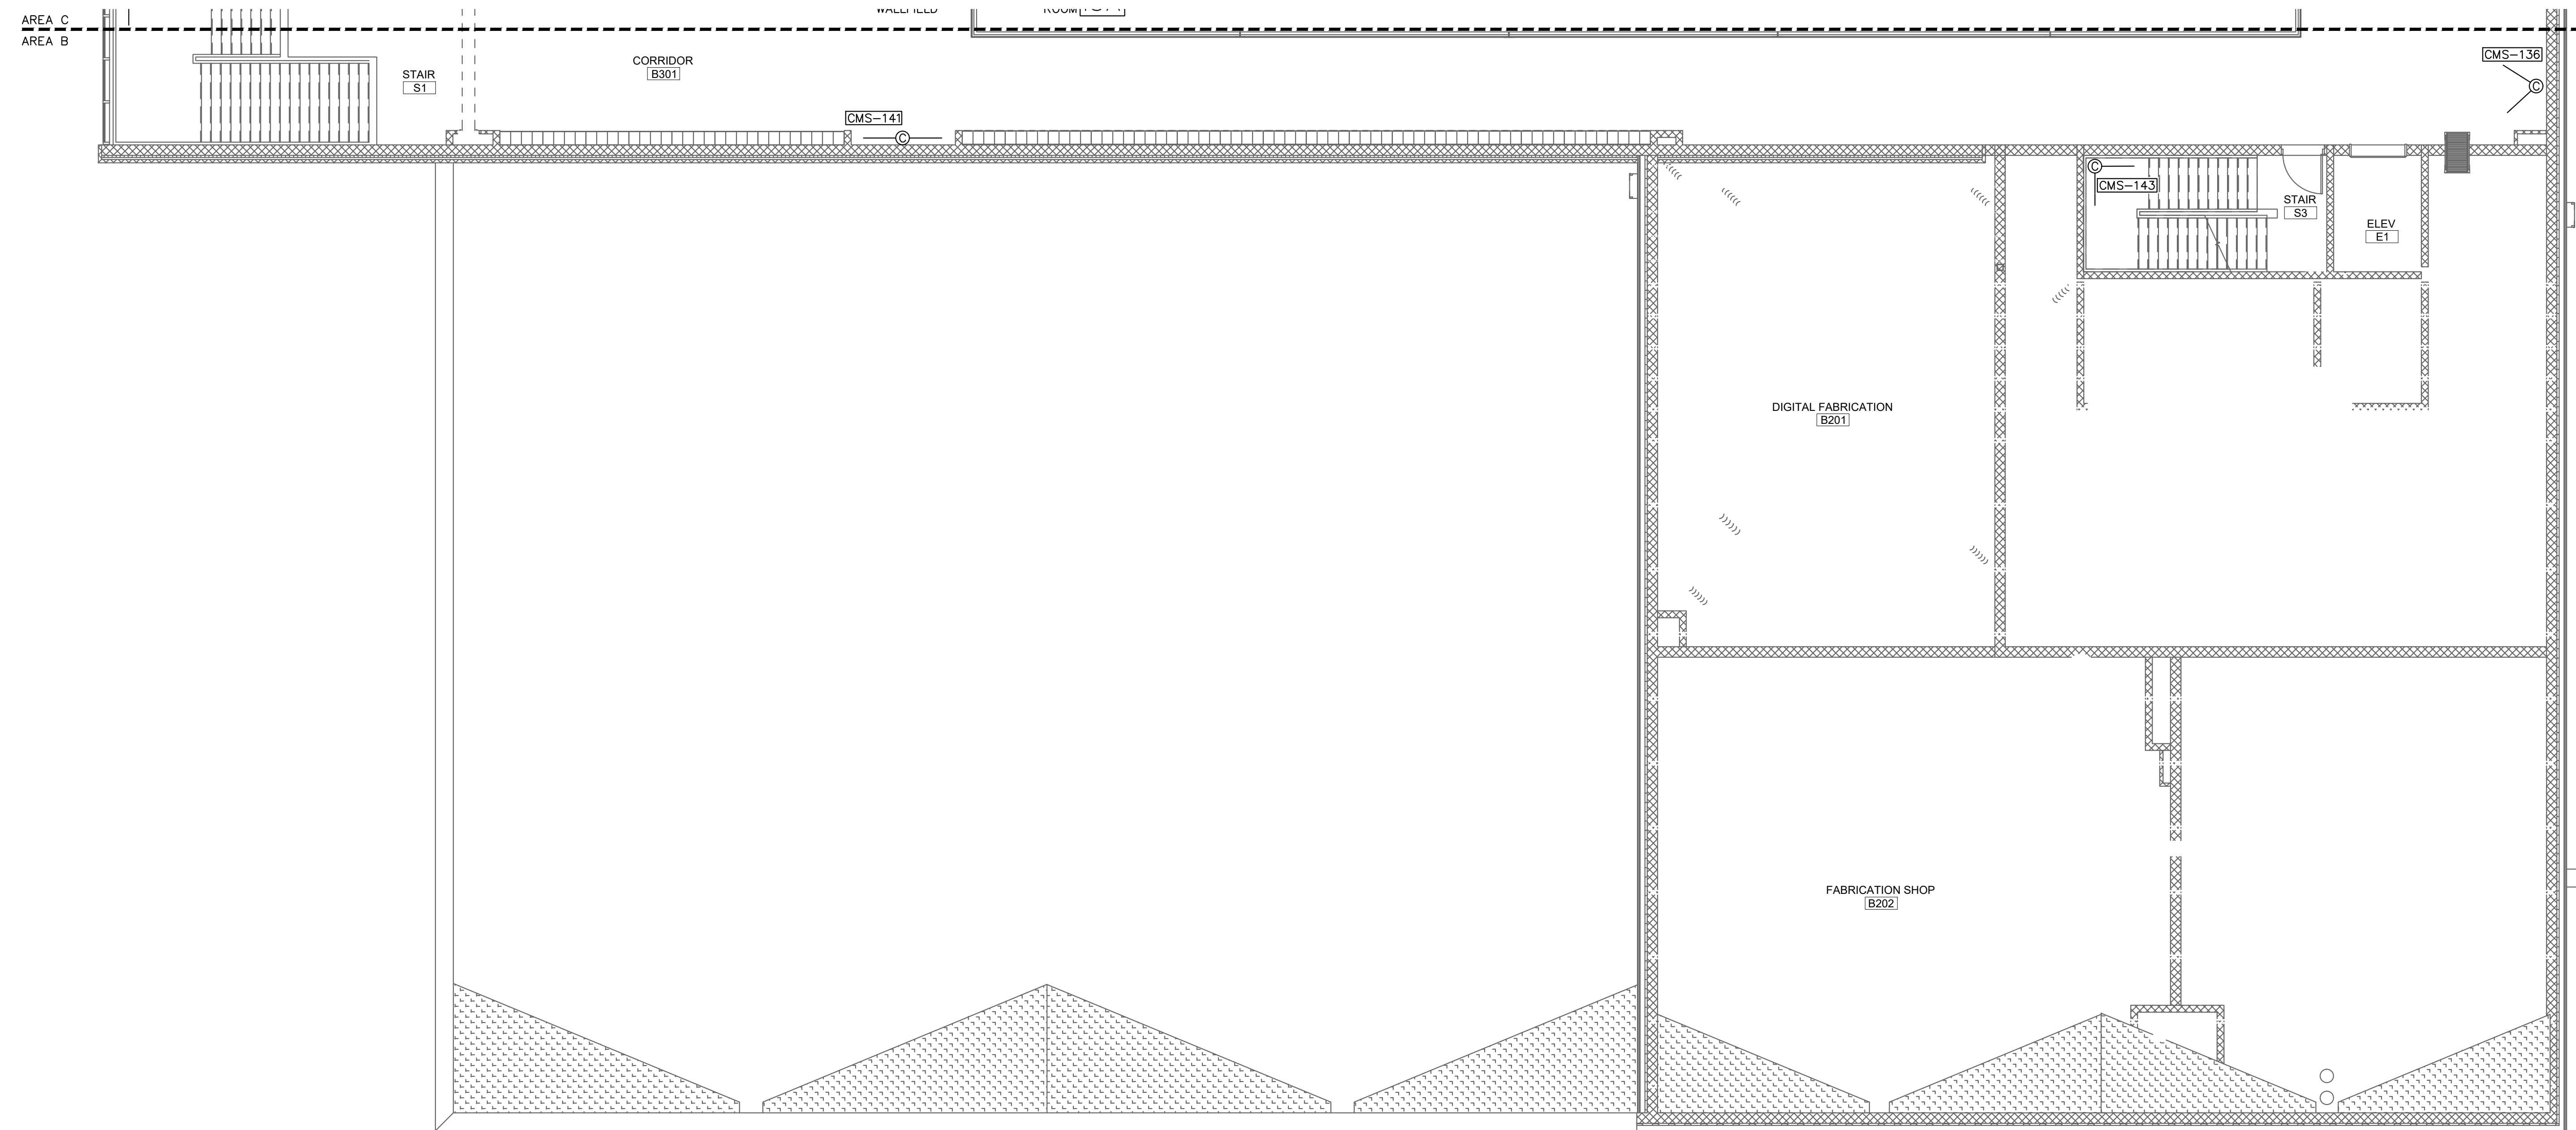 AREA C
AREA B
CORRIDOR
B301
STAIR
S1
CMS-141
C
CMS-136
C
C
CMS-143
STAIR
S3
ELEV
E1
DIGITAL FABRICATION
B201
FABRICATION SHOP
B202